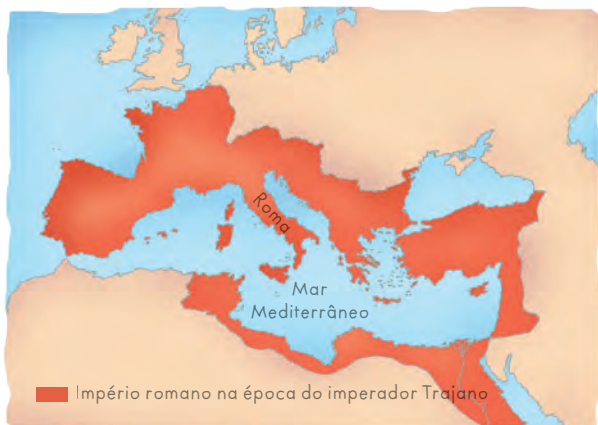 Roma
Mar
Mediterrâneo
Império romano na época do imperador Trajano